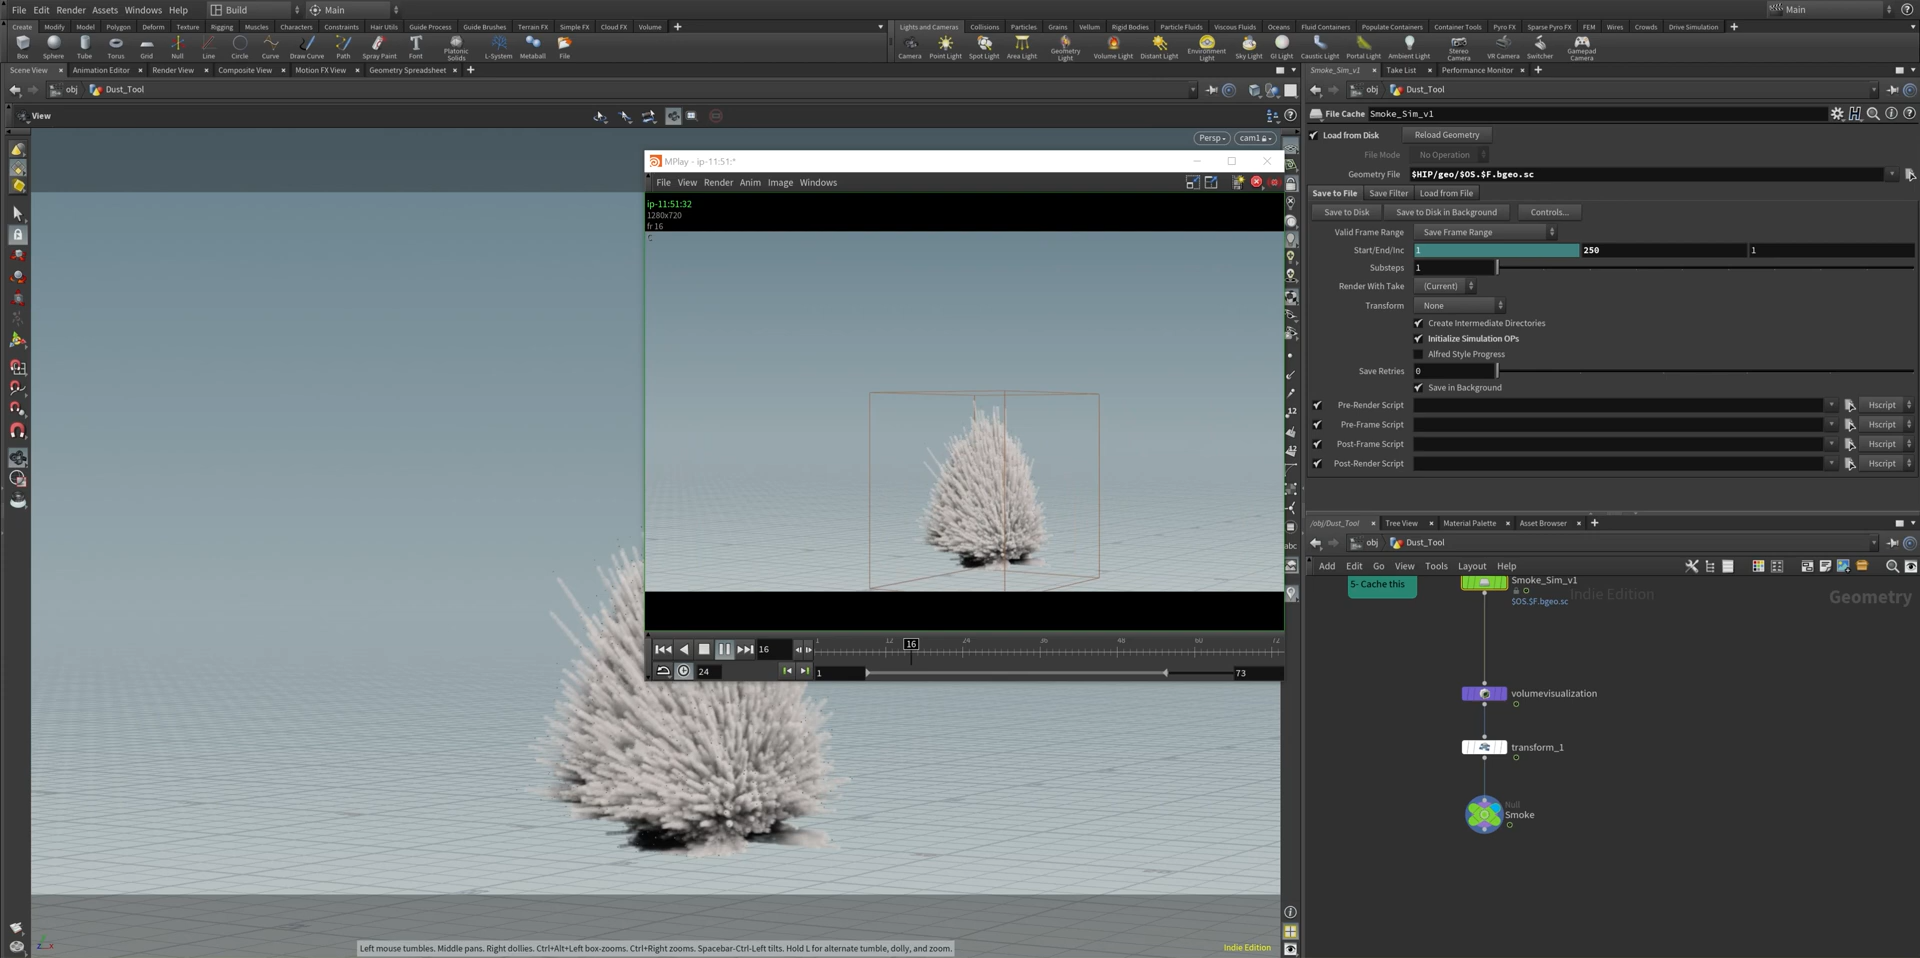 File Edit Render Assets Windows Help Build Main Main
Create Modify Model Polygon Deform Texture Rigging Muscles Characters Constraints Hair Utils Guide Process Guide Brushes Terrain FX Simple FX Cloud FX Volume
Lights and Cameras Collisions Particles Grains Vellum Rigid Bodies Particle Fluids Viscous Fluids Oceans Fluid Containers Populate Containers Container Tools Pyro FX Sparse Pyro FX FEM Wires Crowds Drive Simulation
Box Sphere Tube Torus Grid Null Line Circle Curve Draw Curve Path Spray Paint Font Platonic Solids L-System Metaball File
Camera Point Light Spot Light Area Light Geometry Light Volume Light Distant Light Environment Light Sky Light GI Light Caustic Light Portal Light Ambient Light Stereo Camera VR Camera Switcher Gamepad Camera
Scene View Animation Editor Render View Composite View Motion FX View Geometry Spreadsheet
obj Dust_Tool
View
Persp cam1
MPlay - ip-11:51:*
File View Render Anim Image Windows
ip-11:51:32
1280x720
fr 16
C
16 1 12 16 24 36 48 60 72
24 1 73
Left mouse tumbles. Middle pans. Right dollies. Ctrl+Alt+Left box-zooms. Ctrl+Right zooms. Spacebar-Ctrl-Left tilts. Hold L for alternate tumble, dolly, and zoom.
Indie Edition
12
12
abc
Smoke_Sim_v1 Take List Performance Monitor
obj Dust_Tool
File Cache Smoke_Sim_v1
Load from Disk Reload Geometry
File Mode No Operation
Geometry File $HIP/geo/$OS.$F.bgeo.sc
Save to File Save Filter Load from File
Save to Disk Save to Disk in Background Controls...
Valid Frame Range Save Frame Range
Start/End/Inc 1 250 1
Substeps 1
Render With Take (Current)
Transform None
Create Intermediate Directories
Initialize Simulation OPs
Alfred Style Progress
Save Retries 0
Save in Background
Pre-Render Script Hscript
Pre-Frame Script Hscript
Post-Frame Script Hscript
Post-Render Script Hscript
/obj/Dust_Tool Tree View Material Palette Asset Browser
obj Dust_Tool
Add Edit Go View Tools Layout Help
5- Cache this
Smoke_Sim_v1
Indie Edition
Geometry
$OS.$F.bgeo.sc
volumevisualization
transform_1
Null
Smoke